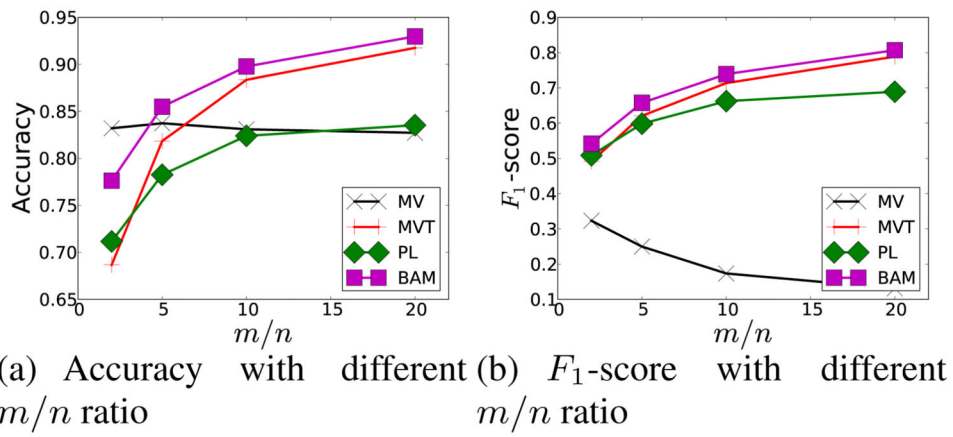 0.95
0.90
0.85
0.80
0.75
0.70
0.65
Accuracy
0 5 10 15 20
m/n
MV
MVT
PL
BAM
0.9
0.8
0.7
0.6
0.5
0.4
0.3
0.2
0.1
F₁-score
0 5 10 15 20
m/n
MV
MVT
PL
BAM
(a) Accuracy with different
m/n ratio
(b) F₁-score with different
m/n ratio